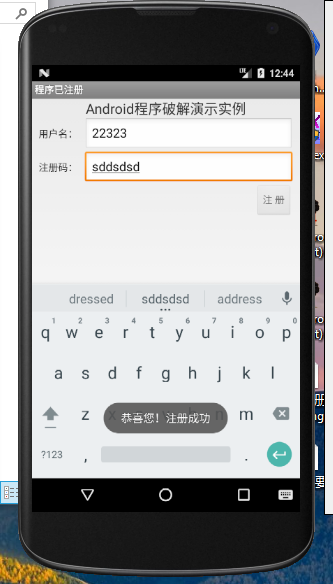 12:44
程序已注册
Android程序破解演示实例
用户名：
22323
注册码：
sddsdsd
注 册
dressed sddsdsd address
1 2 3 4 5 6 7 8 9 0
q w e r t y u i o p
a s d f g h j k l
z m
恭喜您！注册成功
?123 , .